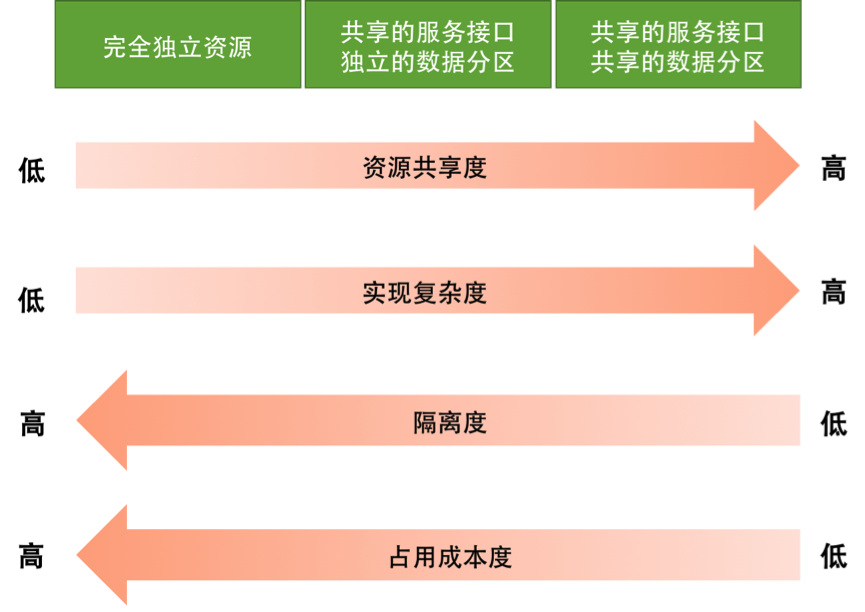 完全独立资源
共享的服务接口
独立的数据分区
共享的服务接口
共享的数据分区
低
资源共享度
高
低
实现复杂度
高
高
隔离度
低
高
占用成本度
低